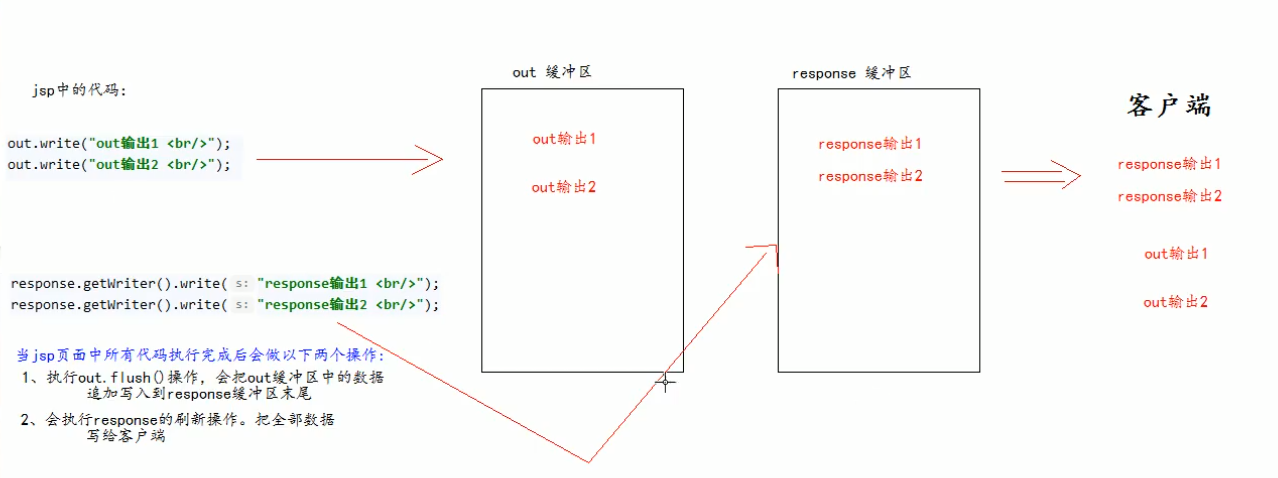 jsp中的代码：
out.write("out输出1 <br/>");
out.write("out输出2 <br/>");
response.getWriter().write( s: "response输出1 <br/>");
response.getWriter().write( s: "response输出2 <br/>");
当jsp页面中所有代码执行完成后会做以下两个操作：
1、执行out.flush()操作，会把out缓冲区中的数据
追加写入到response缓冲区末尾
2、会执行response的刷新操作。把全部数据
写给客户端
out 缓冲区
out输出1
out输出2
response 缓冲区
response输出1
response输出2
客户端
response输出1
response输出2
out输出1
out输出2